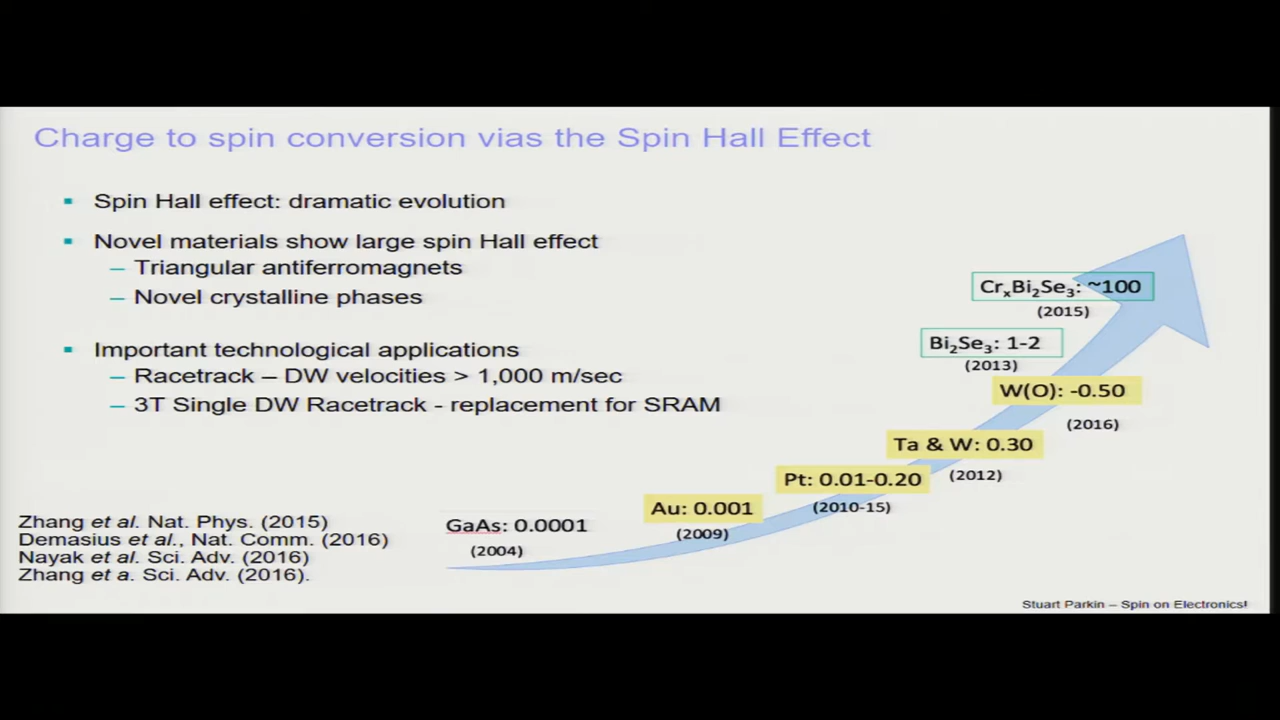 Charge to spin conversion vias the Spin Hall Effect
▪ Spin Hall effect: dramatic evolution
▪ Novel materials show large spin Hall effect
– Triangular antiferromagnets
– Novel crystalline phases
▪ Important technological applications
– Racetrack – DW velocities > 1,000 m/sec
– 3T Single DW Racetrack - replacement for SRAM
CrₓBi₂Se₃: ~100
(2015)
Bi₂Se₃: 1-2
(2013)
W(O): -0.50
(2016)
Ta & W: 0.30
(2012)
Pt: 0.01-0.20
(2010-15)
Au: 0.001
(2009)
GaAs: 0.0001
(2004)
Zhang et al. Nat. Phys. (2015)
Demasius et al., Nat. Comm. (2016)
Nayak et al. Sci. Adv. (2016)
Zhang et a. Sci. Adv. (2016).
Stuart Parkin – Spin on Electronics!